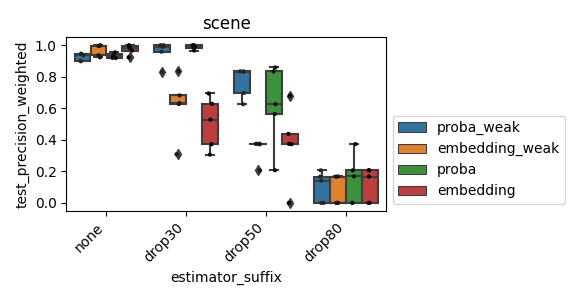 scene
test_precision_weighted
1.0
0.8
0.6
0.4
0.2
0.0
none
drop30
drop50
drop80
estimator_suffix
proba_weak
embedding_weak
proba
embedding